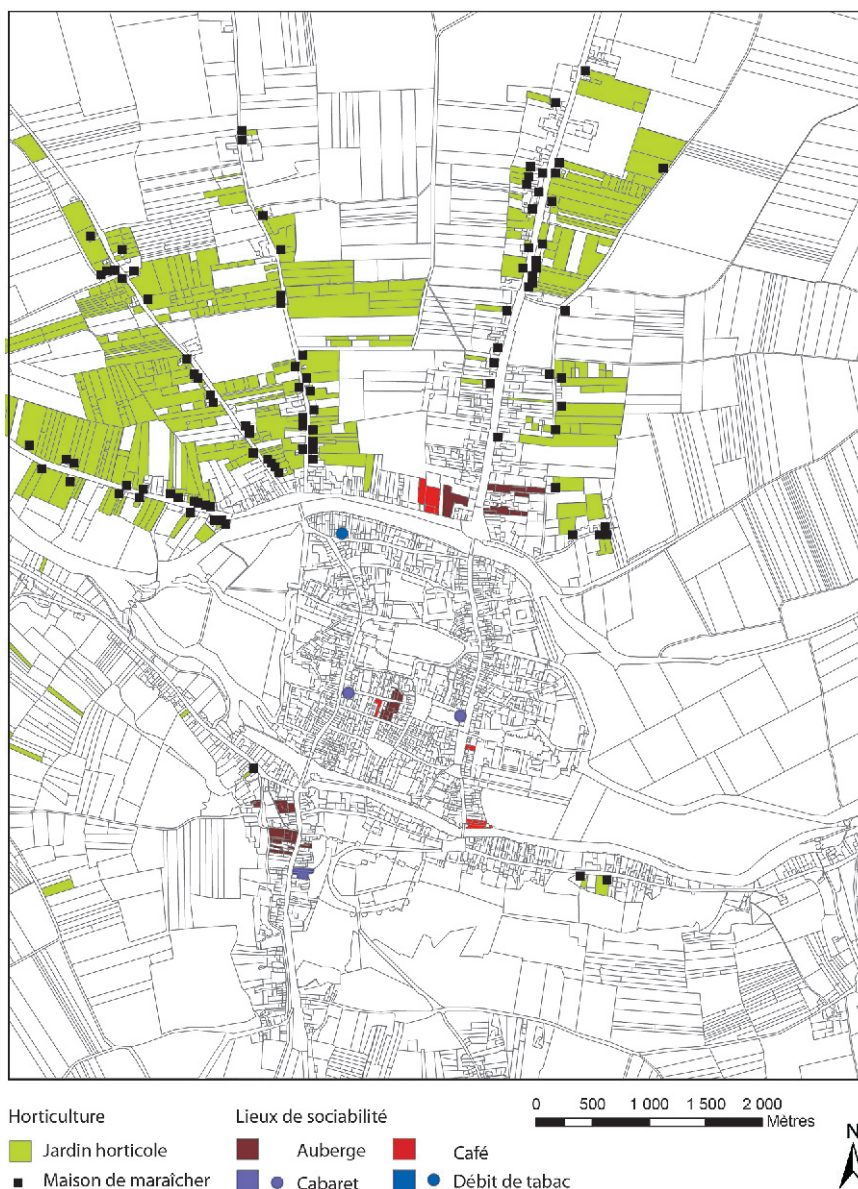 Horticulture
Jardin horticole
Maison de maraîcher
Lieux de sociabilité
Auberge
Café
Cabaret
Débit de tabac
0 500 1 000 1 500 2 000
Mètres
N